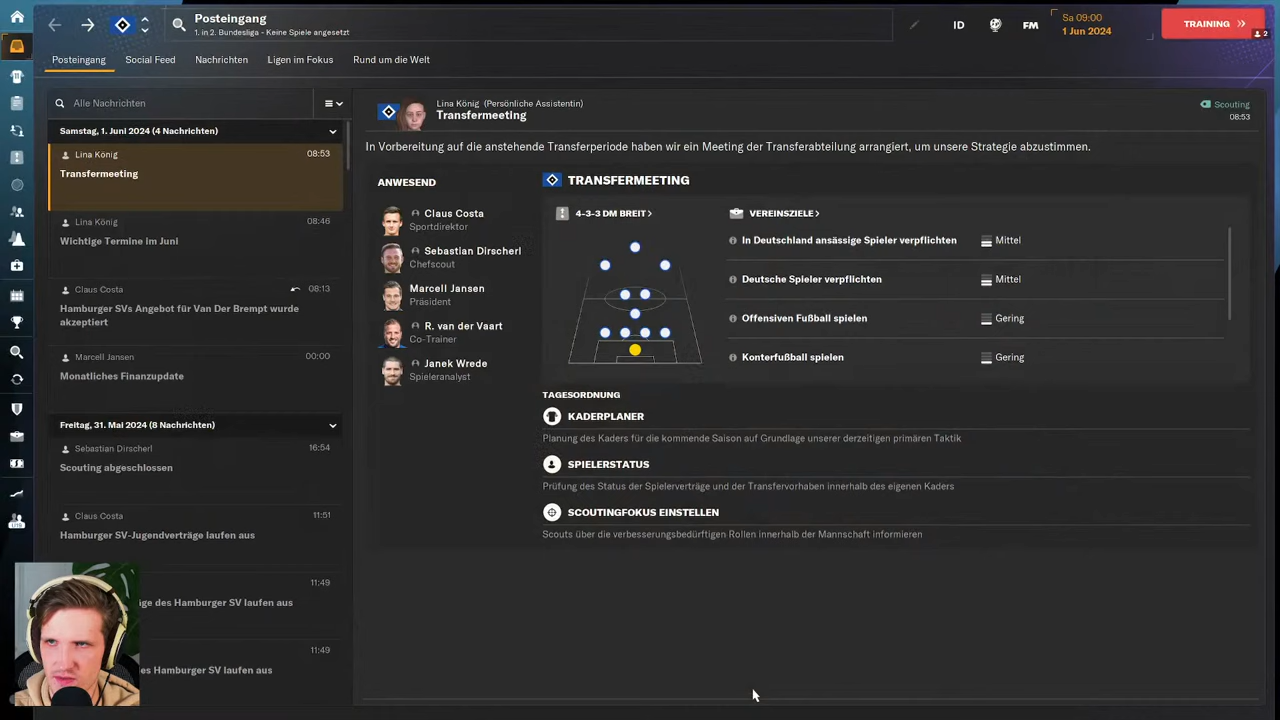 Posteingang
1. in 2. Bundesliga - Keine Spiele angesetzt
ID
FM
Sa 09:00
1 Jun 2024
TRAINING
2
Posteingang
Social Feed
Nachrichten
Ligen im Fokus
Rund um die Welt
Alle Nachrichten
Samstag, 1. Juni 2024 (4 Nachrichten)
Lina König
08:53
Transfermeeting
Lina König
08:46
Wichtige Termine im Juni
Claus Costa
08:13
Hamburger SVs Angebot für Van Der Brempt wurde
akzeptiert
Marcell Jansen
00:00
Monatliches Finanzupdate
Freitag, 31. Mai 2024 (8 Nachrichten)
Sebastian Dirscherl
16:54
Scouting abgeschlossen
Claus Costa
11:51
Hamburger SV-Jugendverträge laufen aus
11:49
ge des Hamburger SV laufen aus
11:49
es Hamburger SV laufen aus
U19
Lina König (Persönliche Assistentin)
Transfermeeting
Scouting
08:53
In Vorbereitung auf die anstehende Transferperiode haben wir ein Meeting der Transferabteilung arrangiert, um unsere Strategie abzustimmen.
ANWESEND
Claus Costa
Sportdirektor
Sebastian Dirscherl
Chefscout
Marcell Jansen
Präsident
R. van der Vaart
Co-Trainer
Janek Wrede
Spieleranalyst
TRANSFERMEETING
4-3-3 DM BREIT
VEREINSZIELE
In Deutschland ansässige Spieler verpflichten
Mittel
Deutsche Spieler verpflichten
Mittel
Offensiven Fußball spielen
Gering
Konterfußball spielen
Gering
TAGESORDNUNG
KADERPLANER
Planung des Kaders für die kommende Saison auf Grundlage unserer derzeitigen primären Taktik
SPIELERSTATUS
Prüfung des Status der Spielerverträge und der Transfervorhaben innerhalb des eigenen Kaders
SCOUTINGFOKUS EINSTELLEN
Scouts über die verbesserungsbedürftigen Rollen innerhalb der Mannschaft informieren